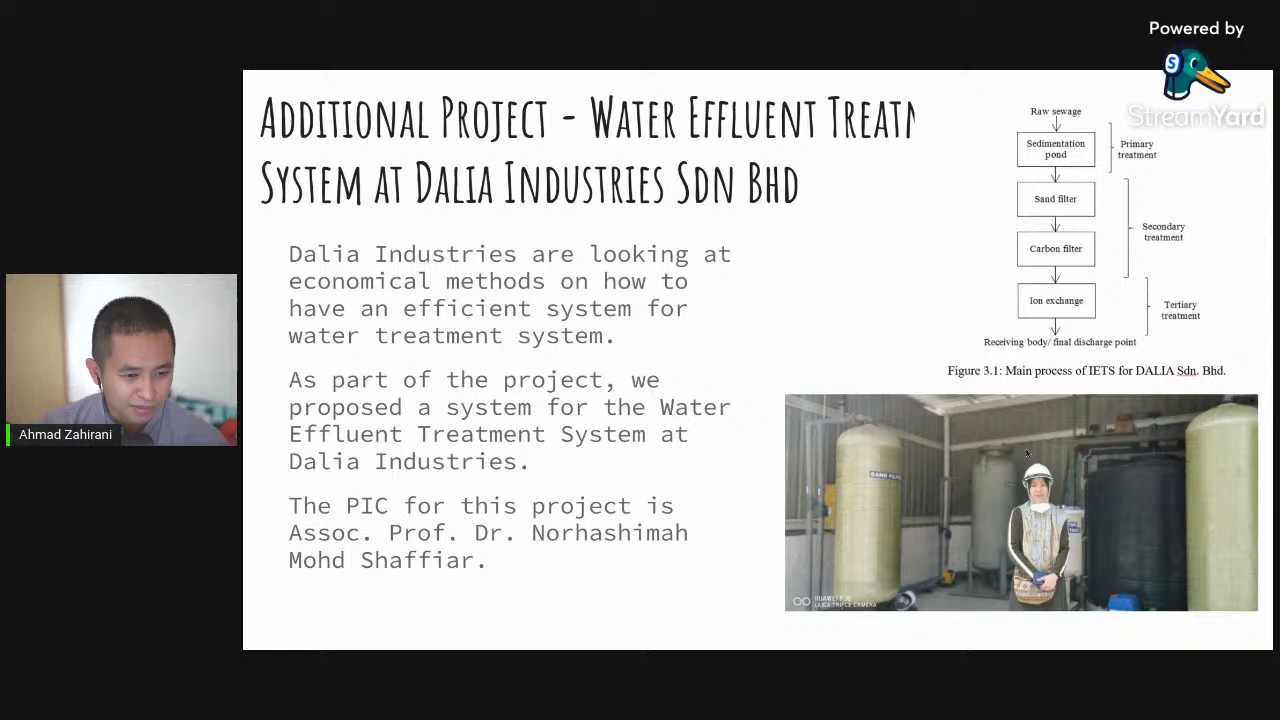 Powered by
StreamYard
ADDITIONAL PROJECT - WATER EFFLUENT TREATM
SYSTEM AT DALIA INDUSTRIES SDN BHD
Dalia Industries are looking at
economical methods on how to
have an efficient system for
water treatment system.
As part of the project, we
proposed a system for the Water
Effluent Treatment System at
Dalia Industries.
The PIC for this project is
Assoc. Prof. Dr. Norhashimah
Mohd Shaffiar.
Raw sewage
Sedimentation
pond
Primary
treatment
Sand filter
Carbon filter
Secondary
treatment
Ion exchange
Tertiary
treatment
Receiving body/ final discharge point
Figure 3.1: Main process of IETS for DALIA Sdn. Bhd.
SAND FILTER
HUAWEI P30
LEICA TRIPLE CAMERA
Ahmad Zahirani